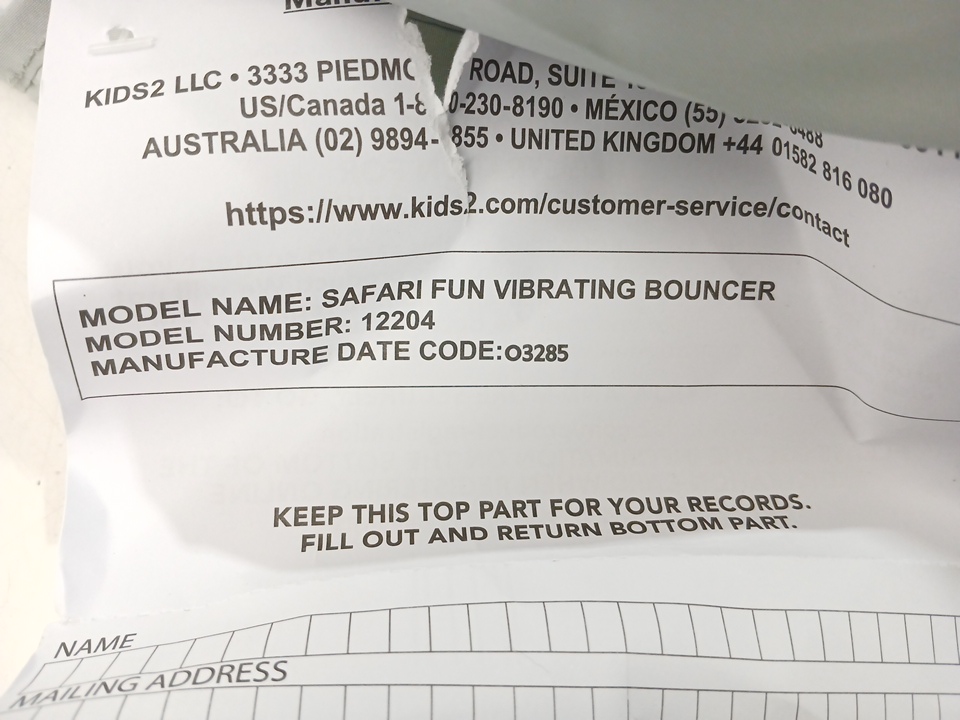 KIDS2 LLC • 3333 PIEDMO ROAD, SUITE
US/Canada 1-8 0-230-8190 • MÉXICO (55)
AUSTRALIA (02) 9894- 855 • UNITED KINGDOM +44 01582 816 080
https://www.kids2.com/customer-service/contact
MODEL NAME: SAFARI FUN VIBRATING BOUNCER
MODEL NUMBER: 12204
MANUFACTURE DATE CODE:O3285
KEEP THIS TOP PART FOR YOUR RECORDS.
FILL OUT AND RETURN BOTTOM PART.
NAME
MAILING ADDRESS